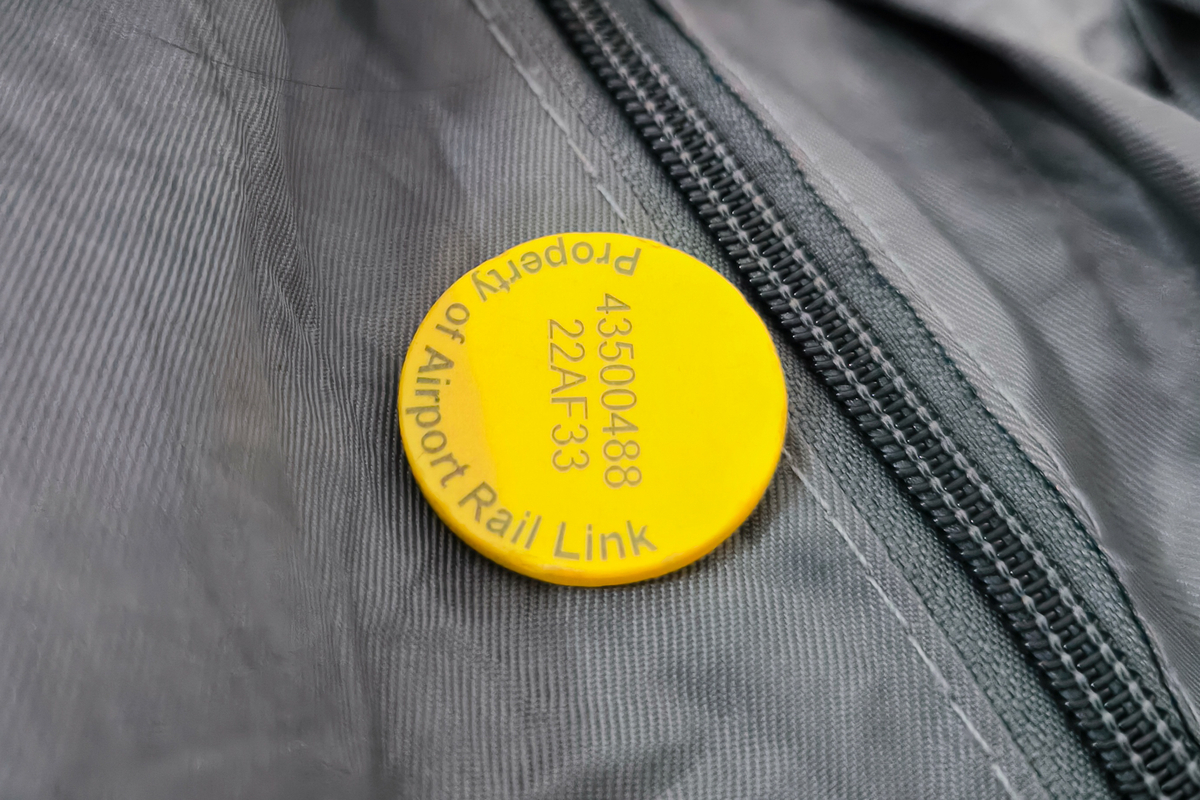 Property of Airport Rail Link
43500488
22AF33